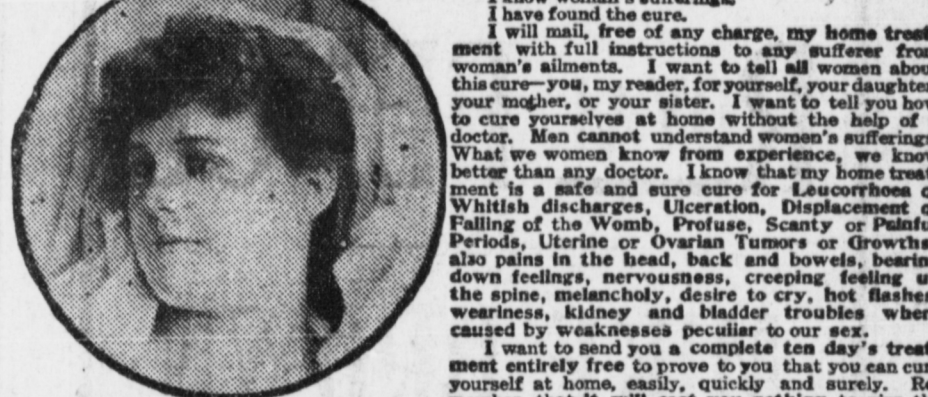 I have found the cure.
I will mail, free of any charge, my home treat
ment with full instructions to any sufferer from
woman's ailments. I want to tell all women abou
this cure—you, my reader, for yourself, your daughter
your mother, or your sister. I want to tell you how
to cure yourselves at home without the help of
doctor. Men cannot understand women's sufferings
What we women know from experience, we know
better than any doctor. I know that my home treat
ment is a safe and sure cure for Leucorrhoea o
Whitish discharges, Ulceration, Displacement o
Falling of the Womb, Profuse, Scanty or Painfu
Periods, Uterine or Ovarian Tumors or Growths
also pains in the head, back and bowels, bearin
down feelings, nervousness, creeping feeling u
the spine, melancholy, desire to cry, hot flashes
weariness, kidney and bladder troubles wher
caused by weaknesses peculiar to our sex.
I want to send you a complete ten day's treat
ment entirely free to prove to you that you can cur
yourself at home, easily, quickly and surely. Re